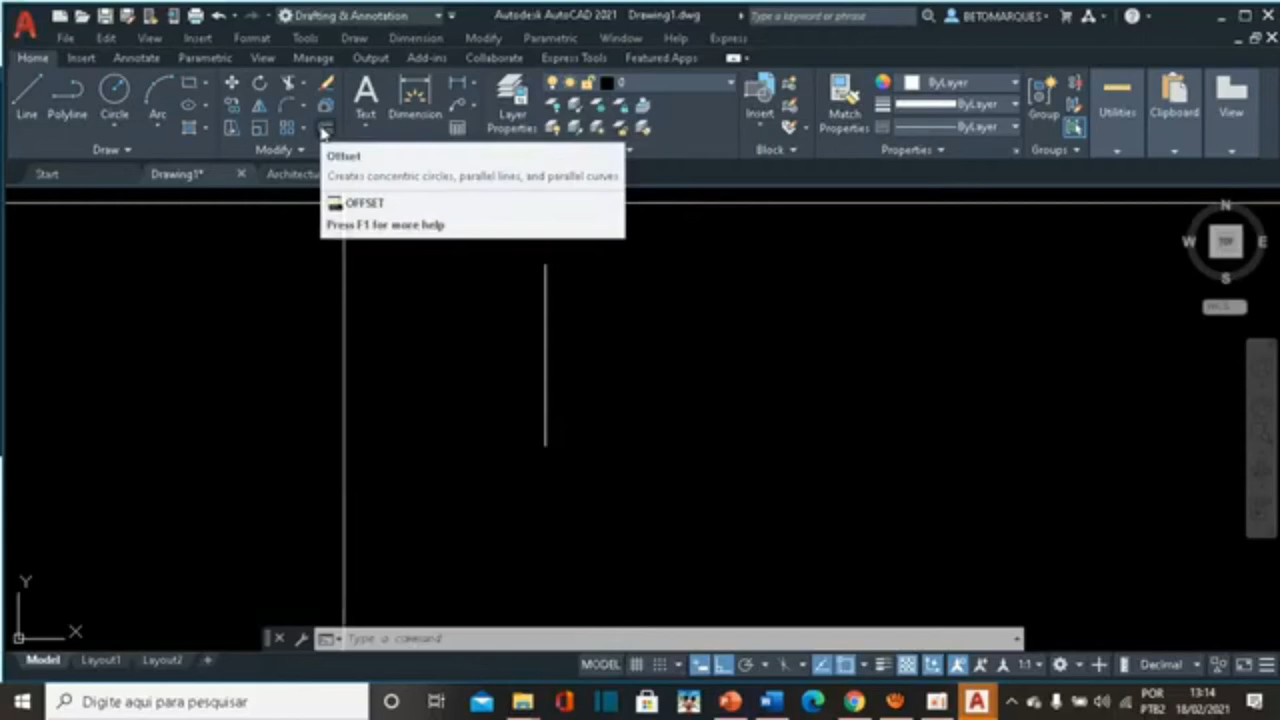 Drafting & Annotation
Autodesk AutoCAD 2021 Drawing1.dwg
Type a keyword or phrase
BETOMARQUES
File Edit View Insert Format Tools Draw Dimension Modify Parametric Window Help Express
Home Insert Annotate Parametric View Manage Output Add-ins Collaborate Express Tools Featured Apps
0
ByLayer
ByLayer
ByLayer
Line Polyline Circle Arc
Text Dimension
Layer
Properties
Insert
Match
Properties
Group
Utilities Clipboard View
Draw Modify
Block Properties Groups
Start Drawing1*
Offset
Creates concentric circles, parallel lines, and parallel curves
OFFSET
Press F1 for more help
N
W TOP E
S
Y
X
Type a command
Model Layout1 Layout2 +
MODEL 1:1 Decimal
Digite aqui para pesquisar
POR 13:14
PTB2 18/02/2021